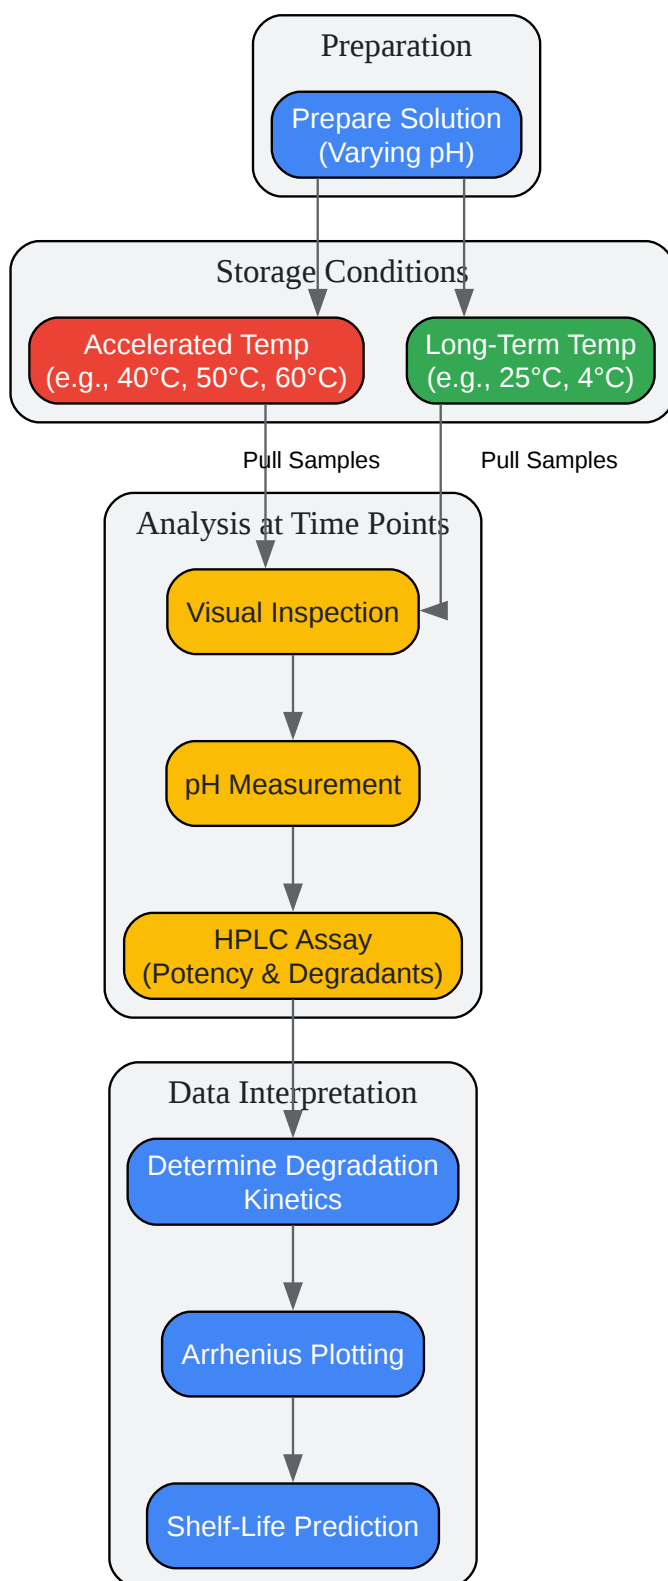 Preparation
Prepare Solution
(Varying pH)
Storage Conditions
Accelerated Temp
(e.g., 40°C, 50°C, 60°C)
Long-Term Temp
(e.g., 25°C, 4°C)
Pull Samples
Pull Samples
Analysis at Time Points
Visual Inspection
pH Measurement
HPLC Assay
(Potency & Degradants)
Data Interpretation
Determine Degradation
Kinetics
Arrhenius Plotting
Shelf-Life Prediction